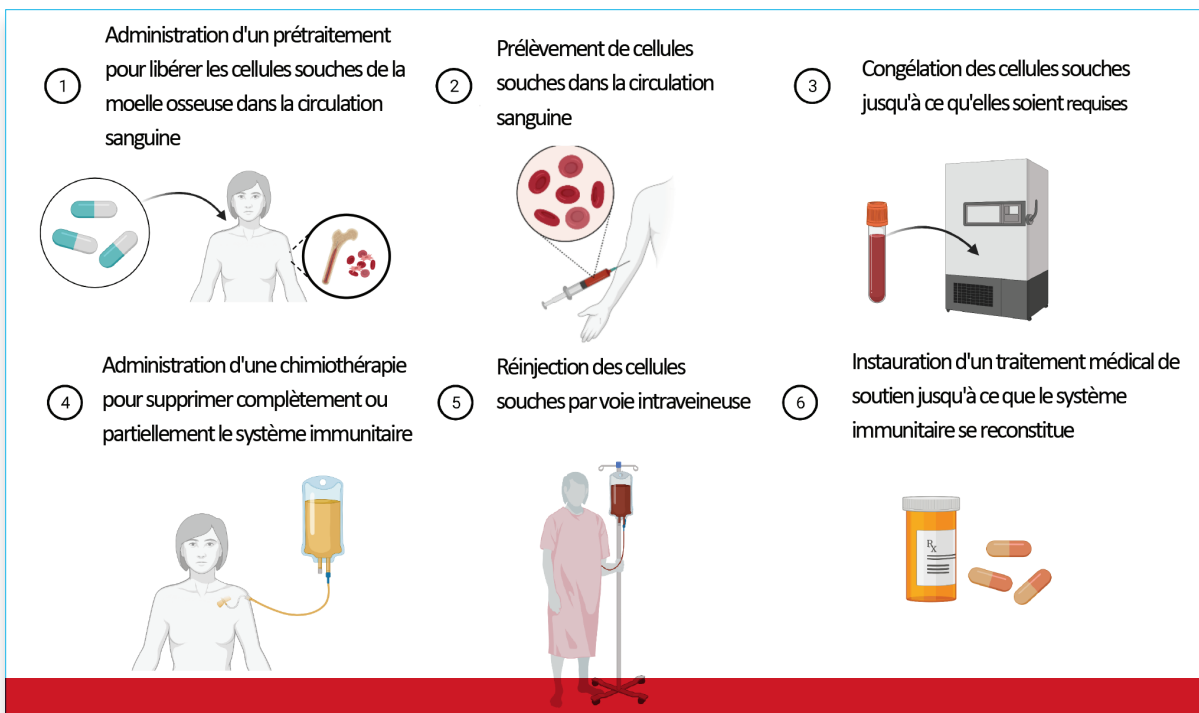 1
Administration d'un prétraitement
pour libérer les cellules souches de la
moelle osseuse dans la circulation
sanguine
2
Prélèvement de cellules
souches dans la circulation
sanguine
3
Congélation des cellules souches
jusqu'à ce qu'elles soient requises
4
Administration d'une chimiothérapie
pour supprimer complètement ou
partiellement le système immunitaire
5
Réinjection des cellules
souches par voie intraveineuse
6
Instauration d'un traitement médical de
soutien jusqu'à ce que le système
immunitaire se reconstitue
Rx